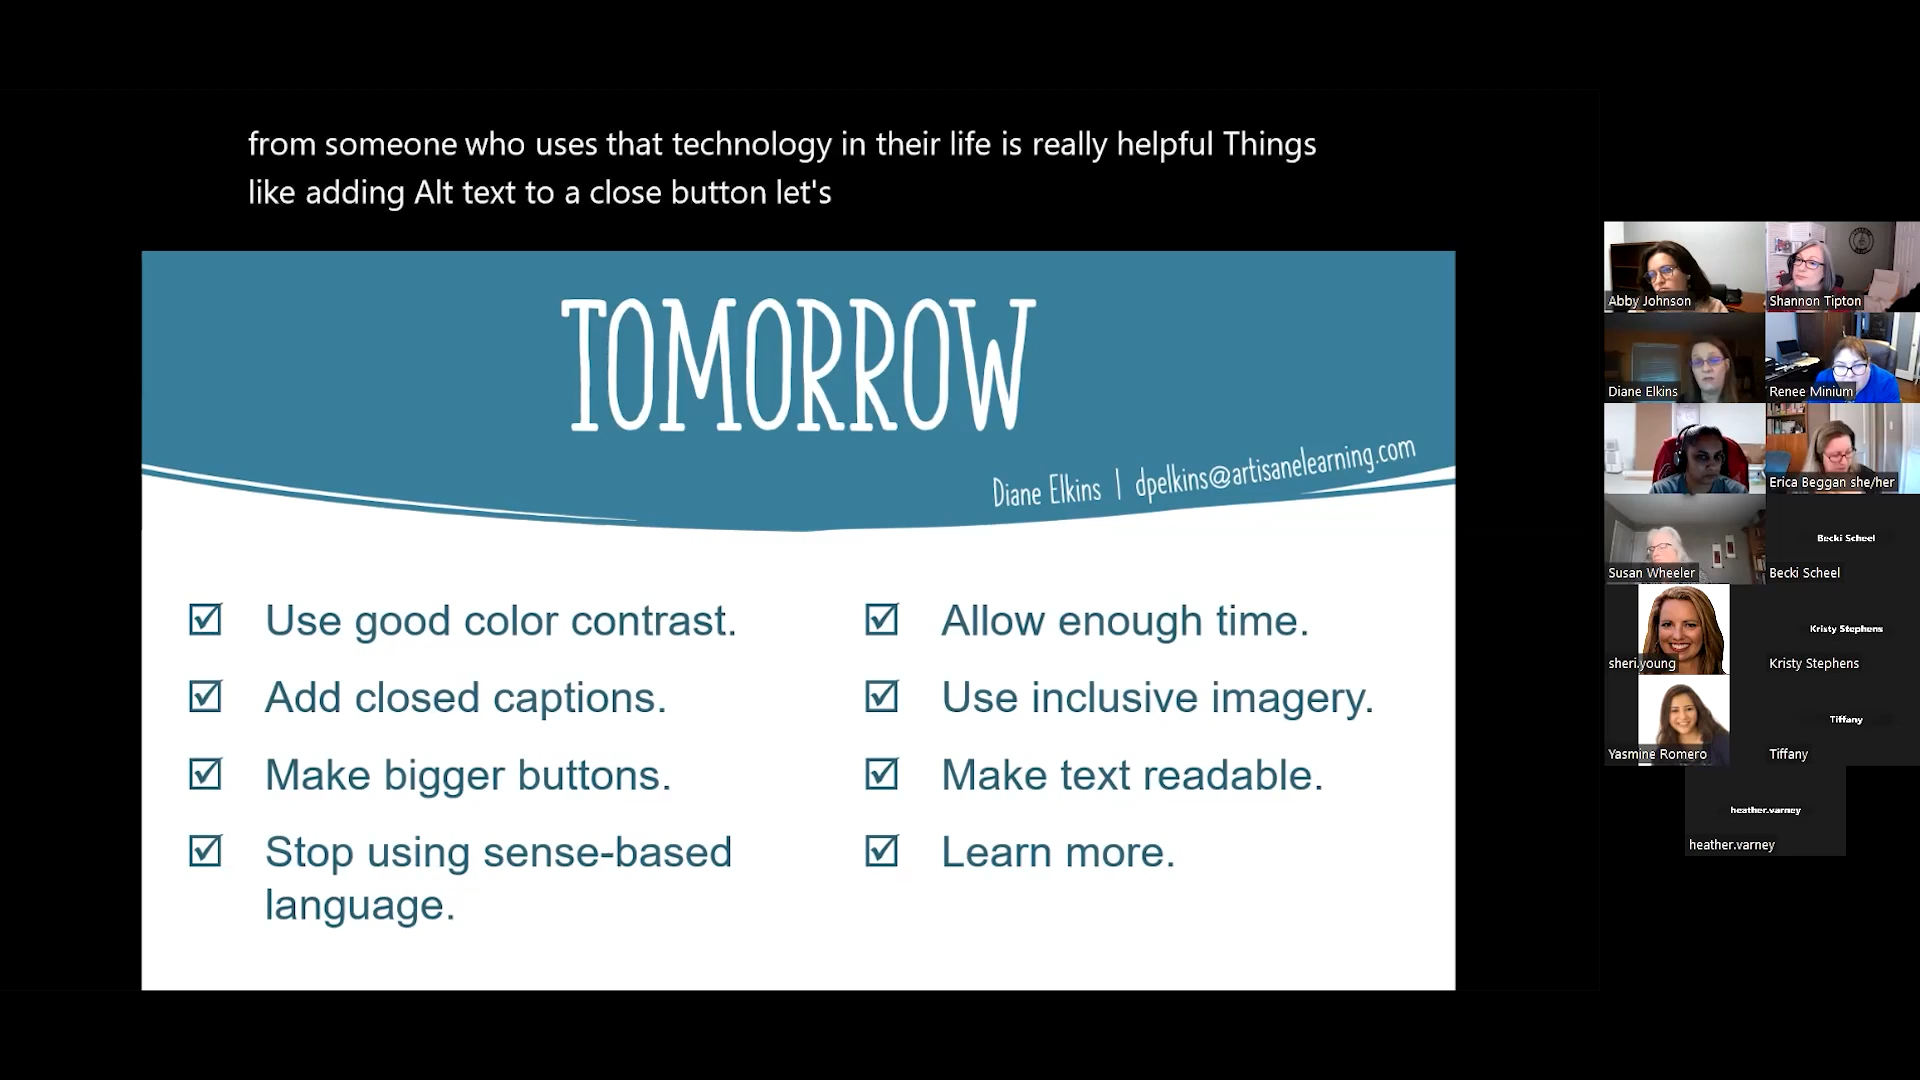 from someone who uses that technology in their life is really helpful Things
like adding Alt text to a close button let's
TOMORROW
Diane Elkins | dpelkins@artisanelearning.com
Use good color contrast.
Add closed captions.
Make bigger buttons.
Stop using sense-based
language.
Allow enough time.
Use inclusive imagery.
Make text readable.
Learn more.
Abby Johnson
Shannon Tipton
Diane Elkins
Renee Minium
Erica Beggan she/her
Susan Wheeler
Becki Scheel
Becki Scheel
sheri.young
Kristy Stephens
Kristy Stephens
Yasmine Romero
Tiffany
Tiffany
heather.varney
heather.varney